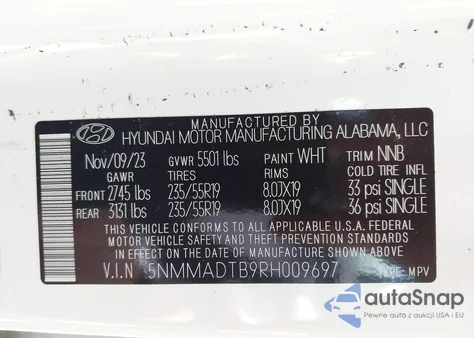 MANUFACTURED BY
HYUNDAI MOTOR MANUFACTURING ALABAMA, LLC
Nov/09/23 GVWR 5501 lbs PAINT WHT TRIM NNB
GAWR TIRES RIMS COLD TIRE INFL
FRONT 2745 lbs 235/55R19 8.0JX19 33 psi SINGLE
REAR 3131 lbs 235/55R19 8.0JX19 36 psi SINGLE
THIS VEHICLE CONFORMS TO ALL APPLICABLE U.S.A. FEDERAL
MOTOR VEHICLE SAFETY, BUMPER, AND THEFT PREVENTION STANDARDS
IN EFFECT ON THE DATE OF MANUFACTURE SHOWN ABOVE.
V.I.N 5NMMADTB9RH009697 TYPE: MPV
autoSnap
Pewne auta z USA i EU